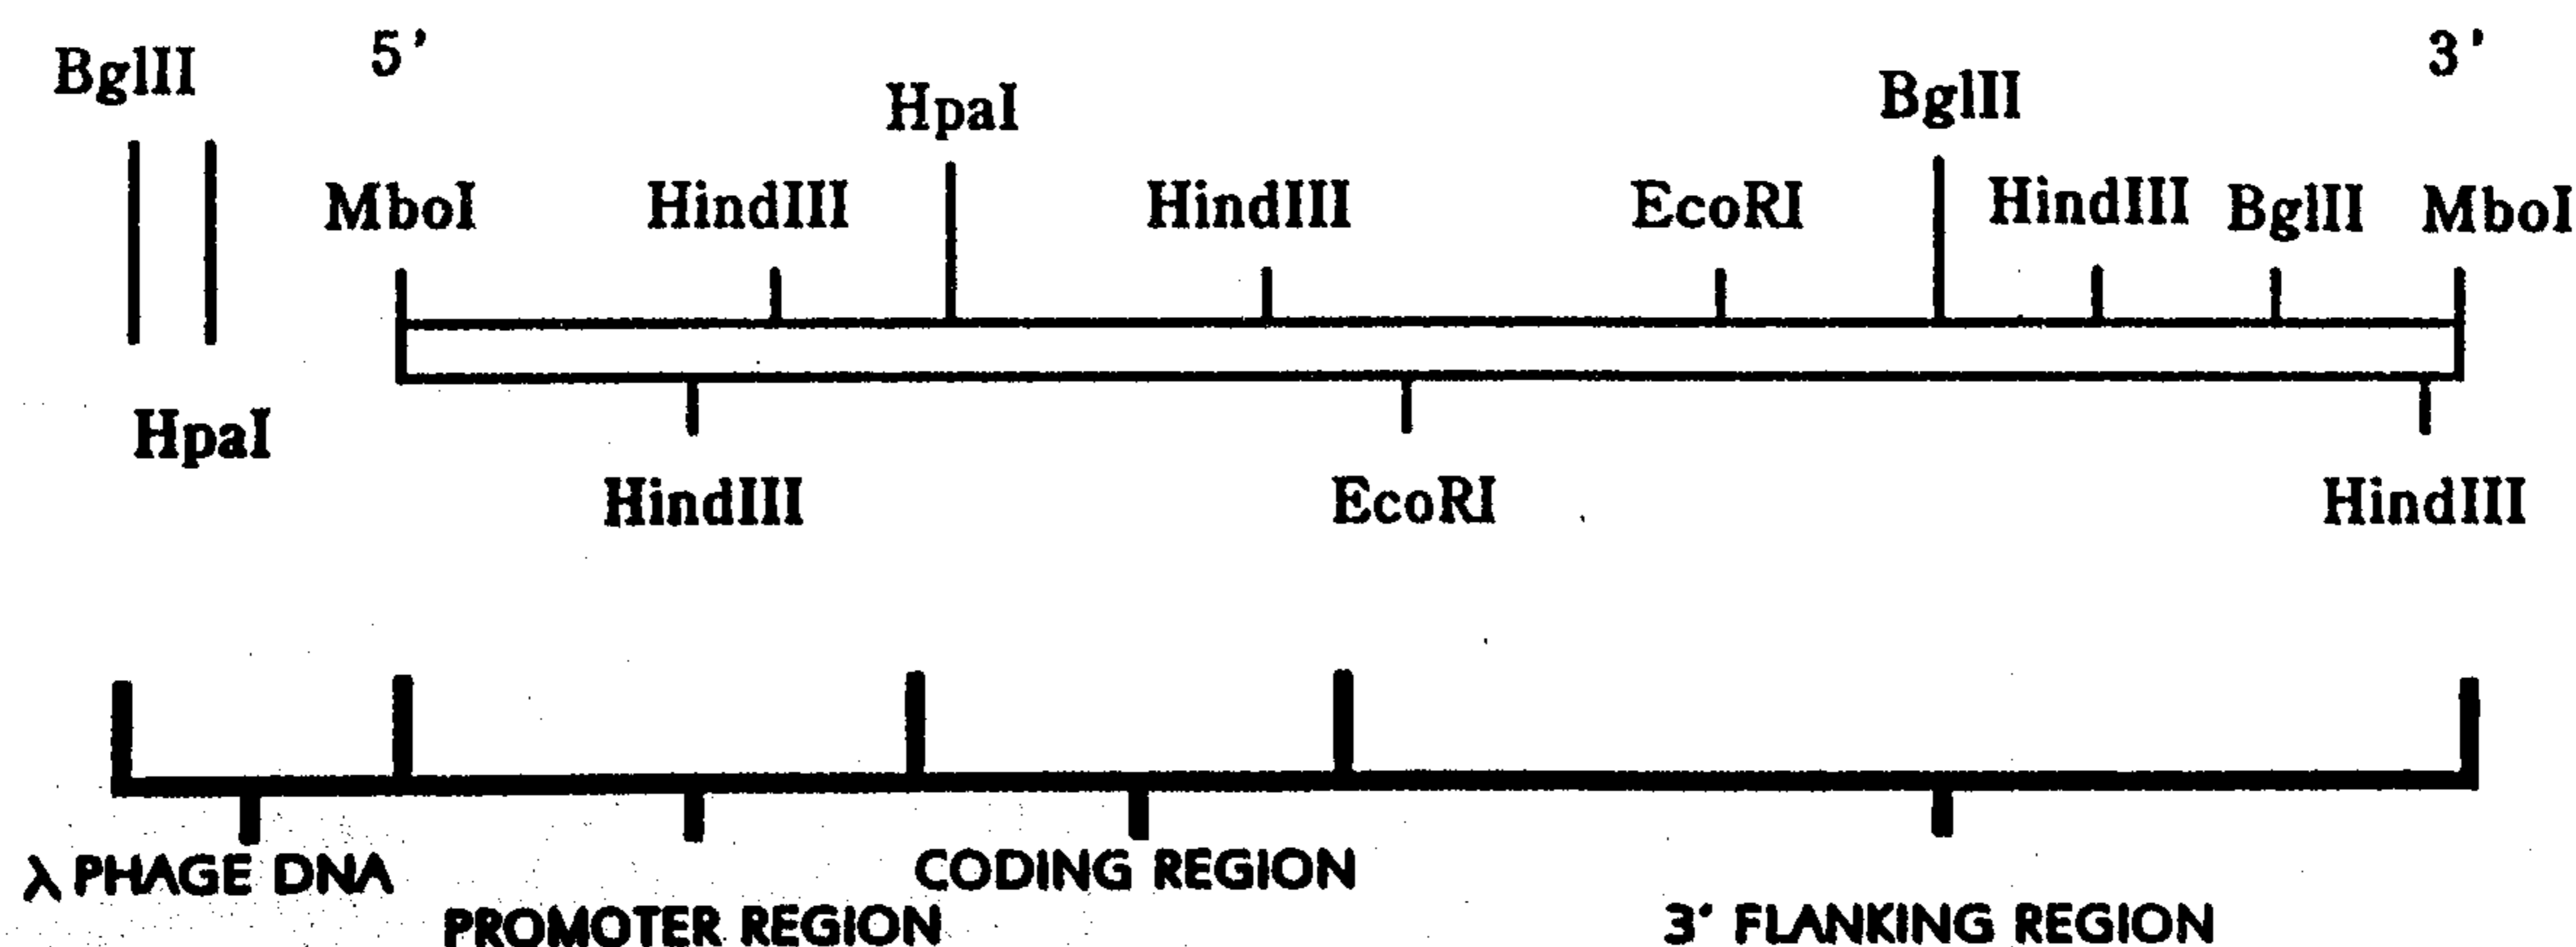 5' 3'
BglII HpaI BglII
MboI HindIII HindIII EcoRI HindIII BglII MboI
HpaI
HindIII EcoRI HindIII
λ PHAGE DNA CODING REGION
PROMOTER REGION 3' FLANKING REGION